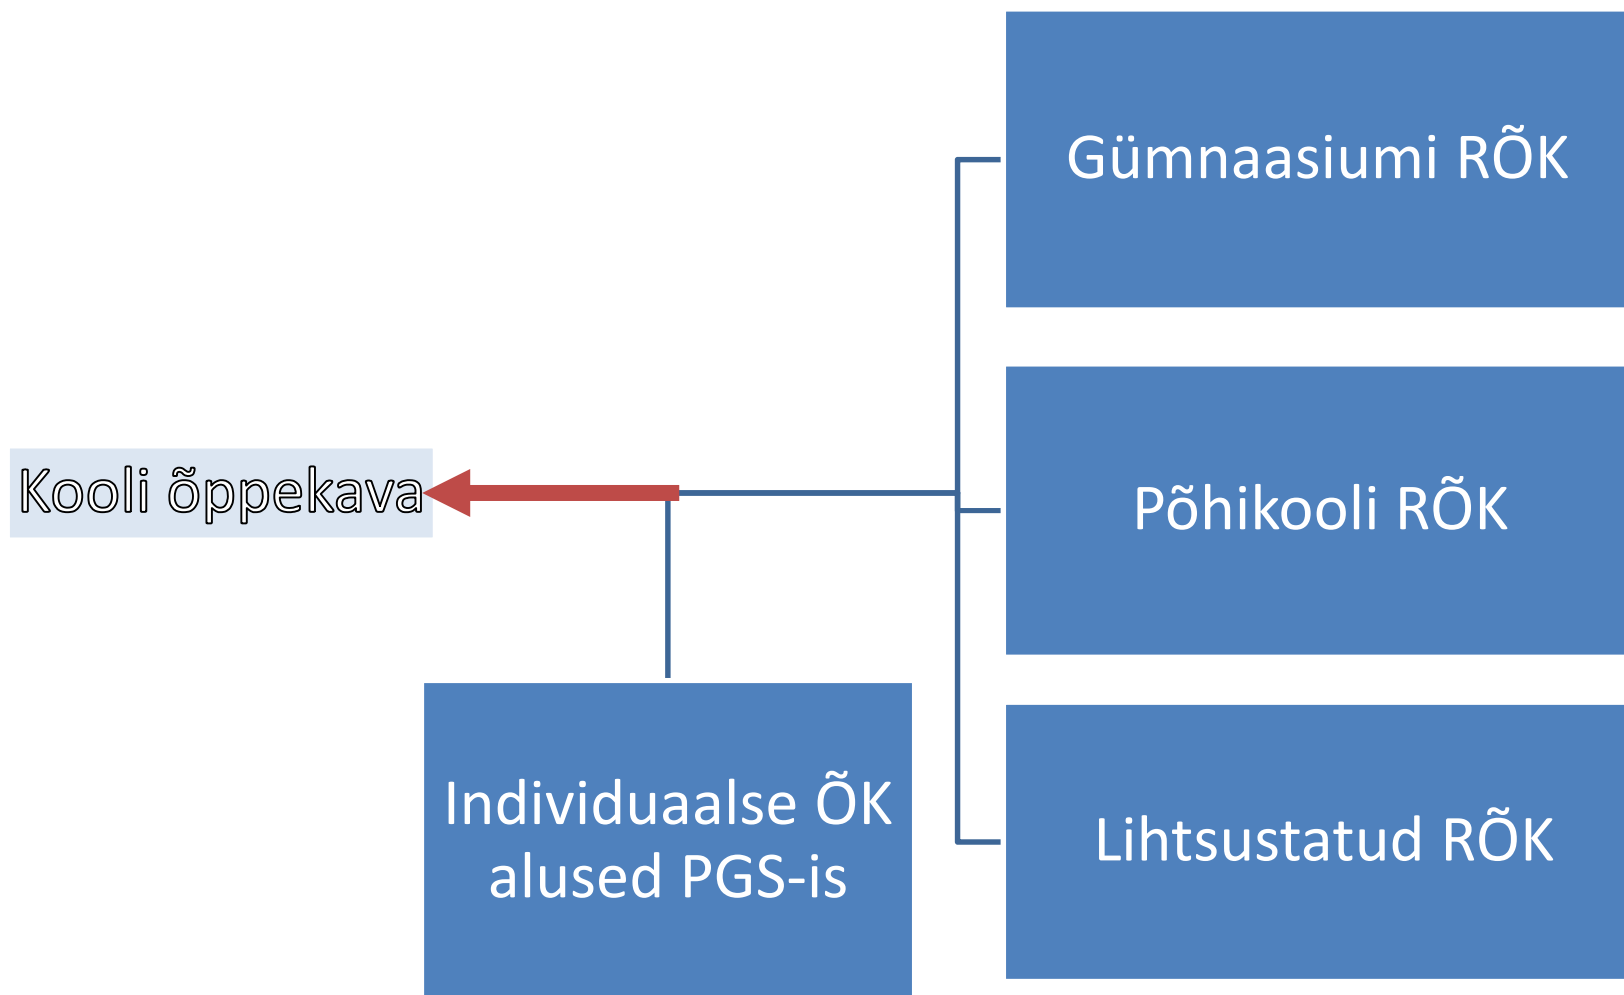 Gümnaasiumi RÕK
Põhikooli RÕK
Kooli õppekava
Individuaalse ÕK
alused PGS-is
Lihtsustatud RÕK